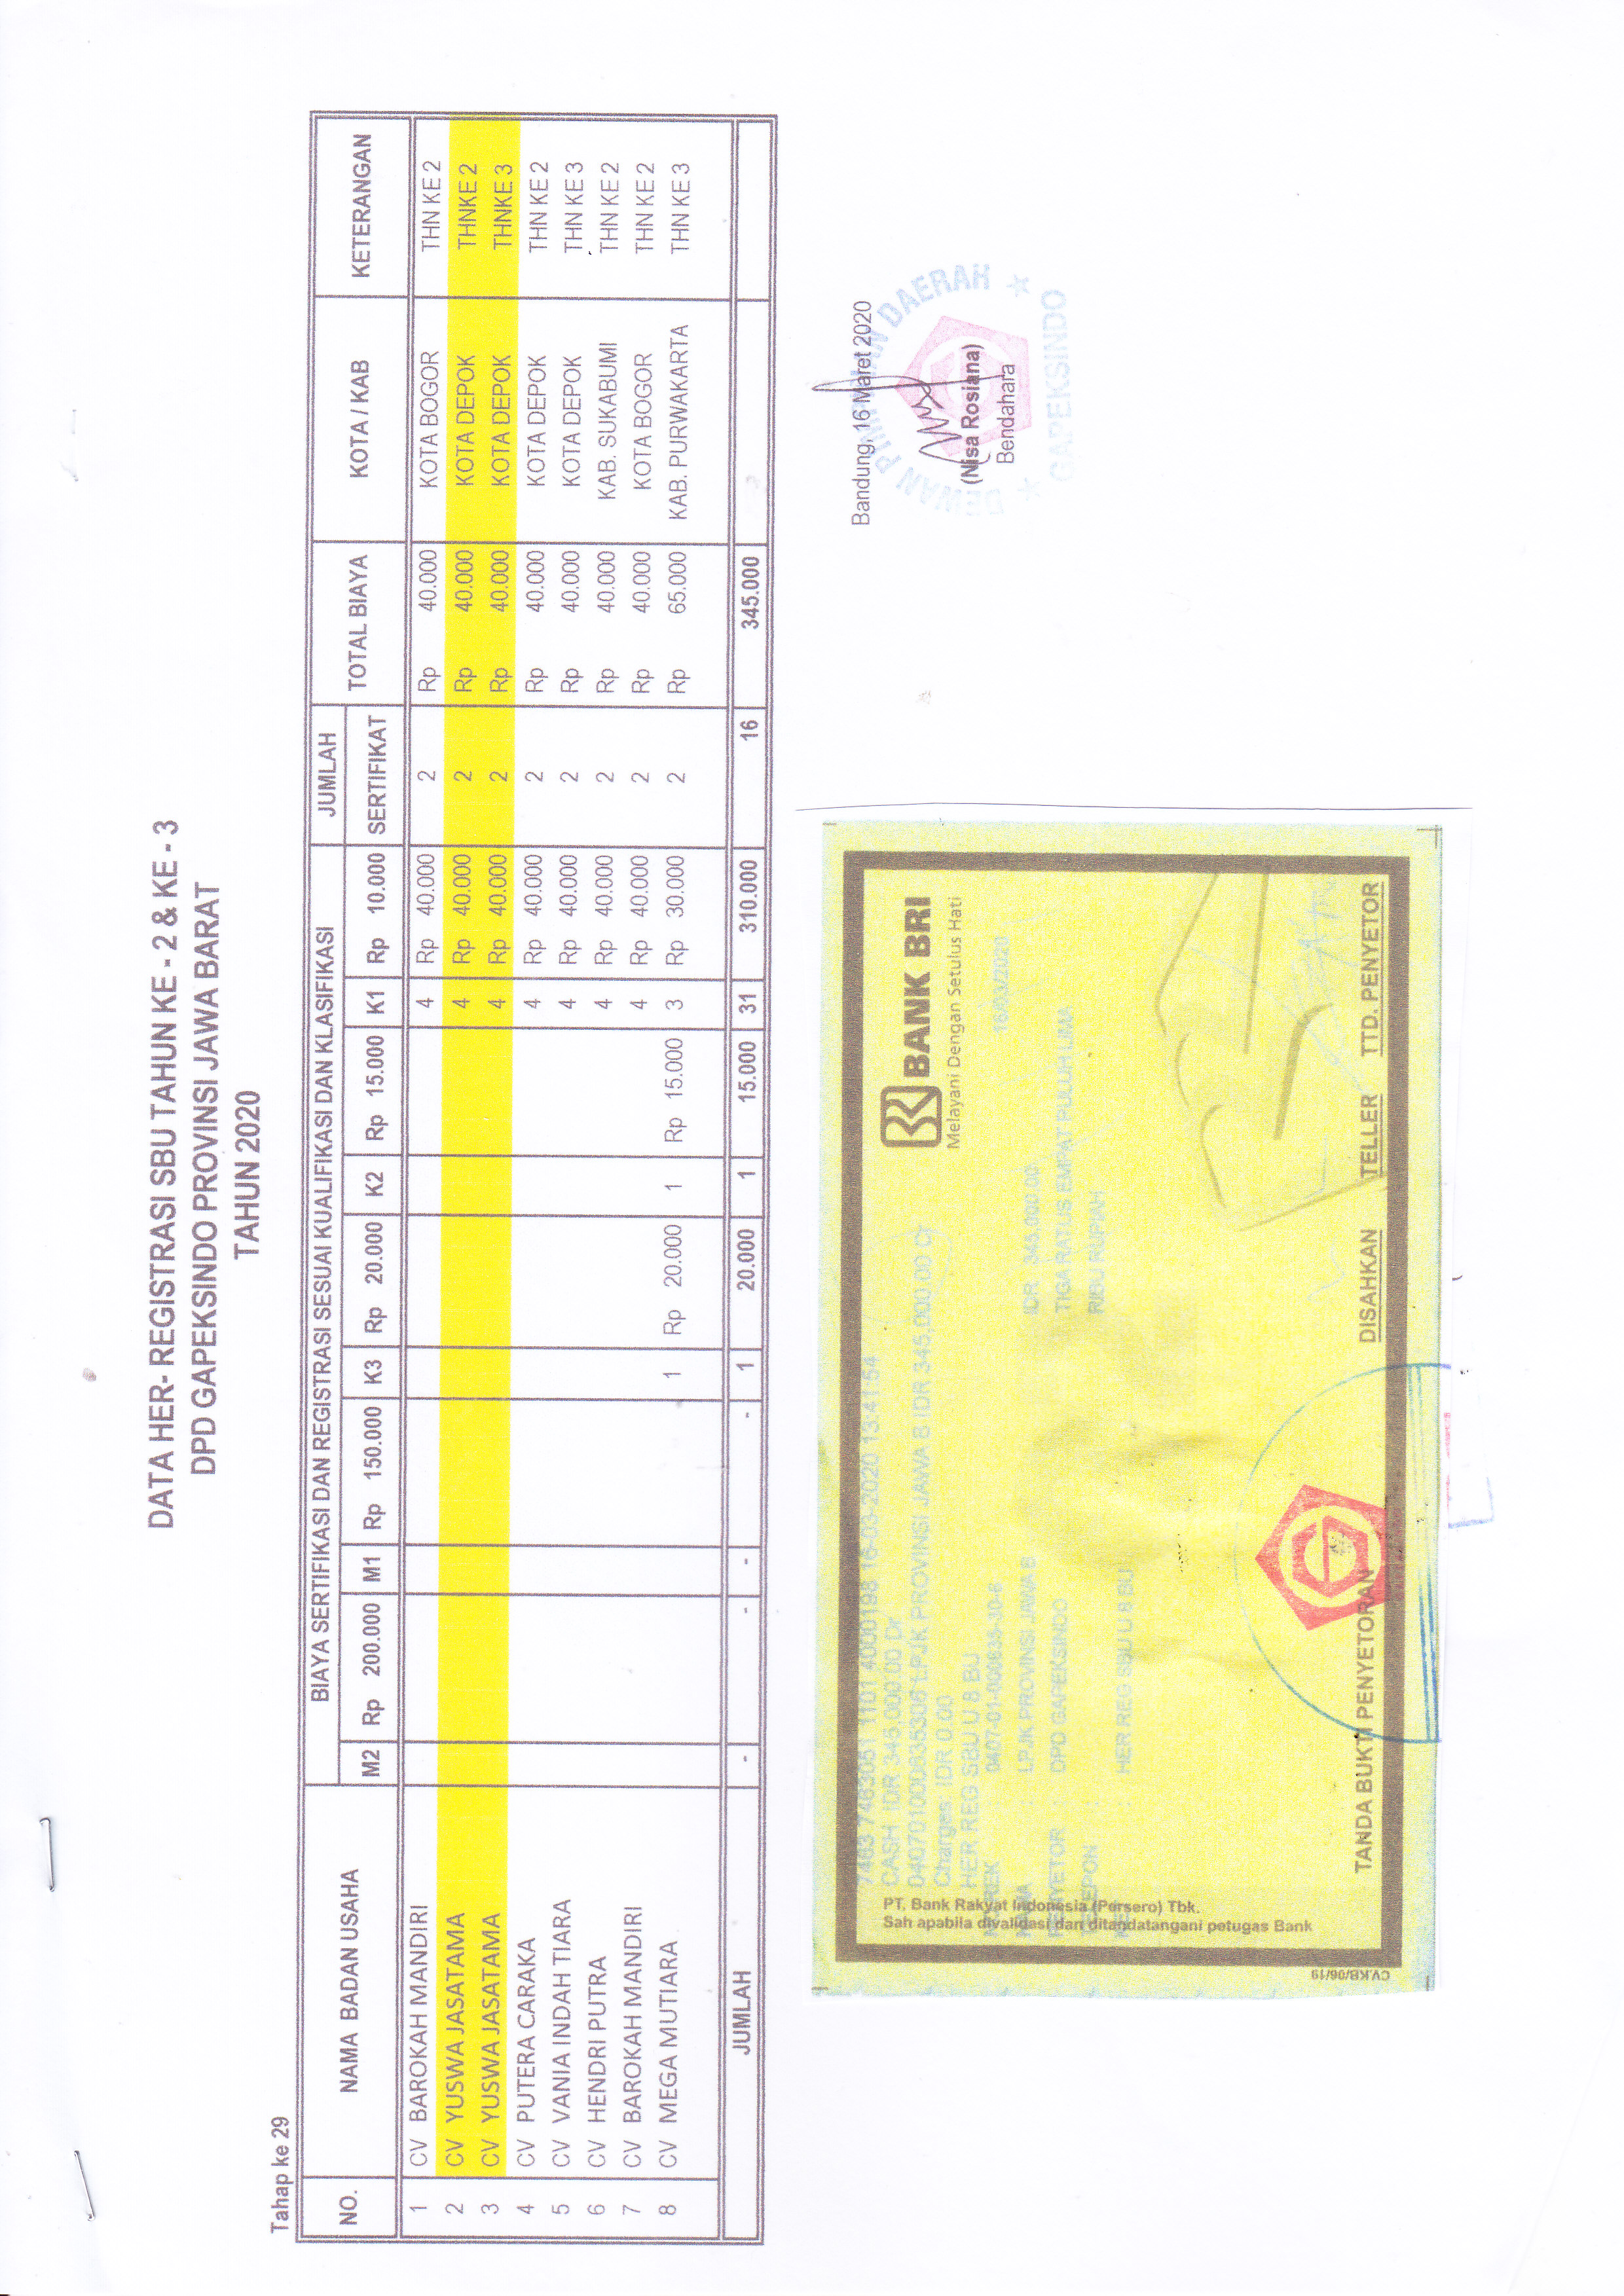 DATA HER- REGISTRASI SBU TAHUN KE - 2 & KE - 3
DPD GAPEKSINDO PROVINSI JAWA BARAT
TAHUN 2020
Tahap ke 29
NO. NAMA BADAN USAHA BIAYA SERTIFIKASI DAN REGISTRASI SESUAI KUALIFIKASI DAN KLASIFIKASI JUMLAH TOTAL BIAYA KOTA / KAB KETERANGAN
M2 Rp 200.000 M1 Rp 150.000 K3 Rp 20.000 K2 Rp 15.000 K1 Rp 10.000 SERTIFIKAT
1 CV BAROKAH MANDIRI 4 Rp 40.000 2 Rp 40.000 KOTA BOGOR THN KE 2
2 CV YUSWA JASATAMA 4 Rp 40.000 2 Rp 40.000 KOTA DEPOK THNKE 2
3 CV YUSWA JASATAMA 4 Rp 40.000 2 Rp 40.000 KOTA DEPOK THNKE 3
4 CV PUTERA CARAKA 4 Rp 40.000 2 Rp 40.000 KOTA DEPOK THN KE 2
5 CV VANIA INDAH TIARA 4 Rp 40.000 2 Rp 40.000 KOTA DEPOK THN KE 3
6 CV HENDRI PUTRA 4 Rp 40.000 2 Rp 40.000 KAB. SUKABUMI THN KE 2
7 CV BAROKAH MANDIRI 4 Rp 40.000 2 Rp 40.000 KOTA BOGOR THN KE 2
8 CV MEGA MUTIARA 1 Rp 20.000 1 Rp 15.000 3 Rp 30.000 2 Rp 65.000 KAB. PURWAKARTA THN KE 3
JUMLAH - - - - 1 20.000 1 15.000 31 310.000 16 345.000
Bandung, 16 Maret 2020
DEWAN PIMPINAN DAERAH
GAPEKSINDO
(Nisa Rosiana)
Bendahara
BANK BRI
Melayani Dengan Setulus Hati
7463051 1101 4000198 16-03-2020 13:41:54
CASH IDR 345.000.00 Dr
LPJK PROVINSI JAWA B IDR 345,000.00 Cr
Charges: IDR 0.00
HER REG SBU U 8 BU
16/03/2020
LPJK PROVINSI JAWA B
IDR 345.000.00
DPD GAPEKSINDO
TIGA RATUS EMPAT PULUH LIMA
RIBU RUPIAH
HER REG SBU U 8 BU
PT. Bank Rakyat Indonesia (Persero) Tbk.
Sah apabila divalidasi dan ditandatangani petugas Bank
TANDA BUKTI PENYETORAN DISAHKAN TELLER TTD. PENYETOR
CV.KB/06/19